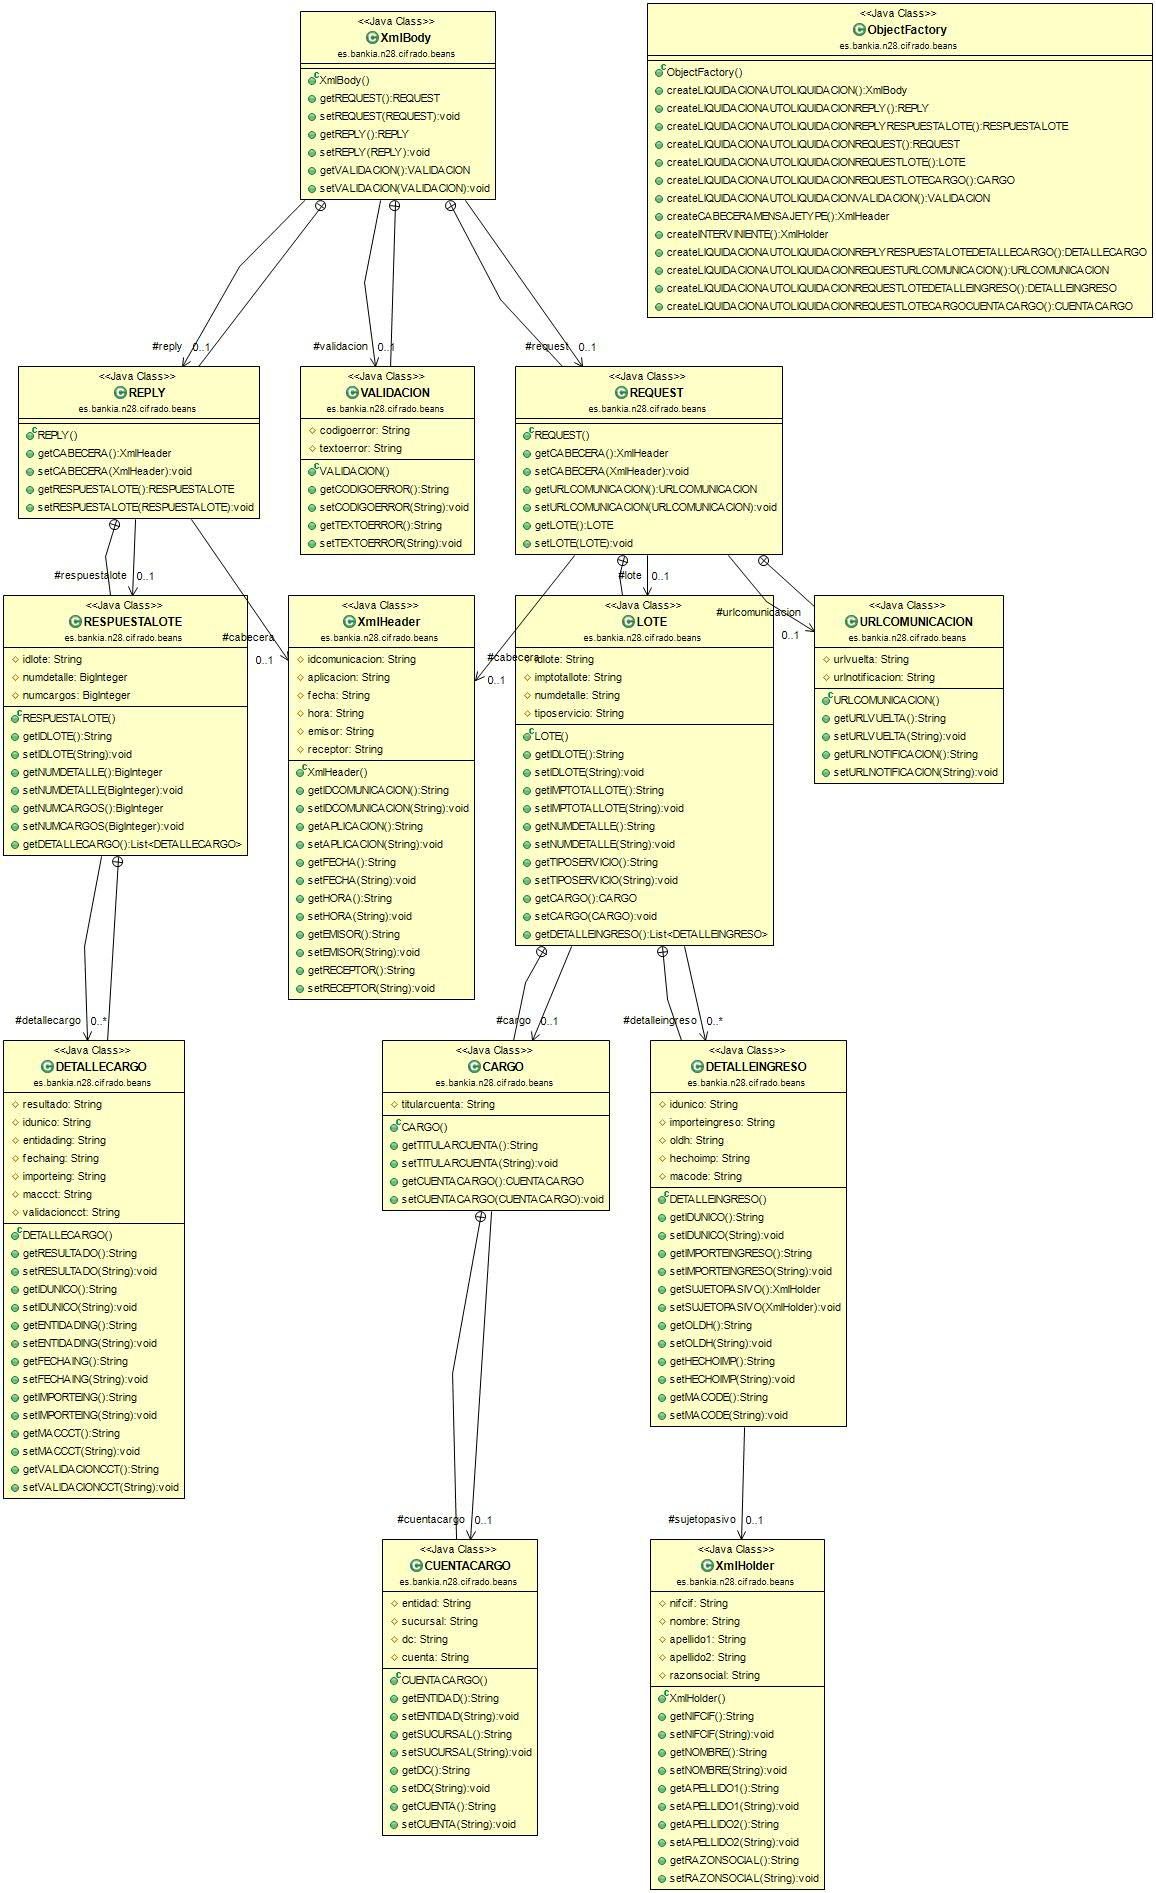 <<Java Class>>
XmlBody
es.bankia.n28.cifrado.beans
XmlBody()
getREQUEST():REQUEST
setREQUEST(REQUEST):void
getREPLY():REPLY
setREPLY(REPLY):void
getVALIDACION():VALIDACION
setVALIDACION(VALIDACION):void
<<Java Class>>
ObjectFactory
es.bankia.n28.cifrado.beans
ObjectFactory()
createLIQUIDACIONAUTOLIQUIDACION():XmlBody
createLIQUIDACIONAUTOLIQUIDACIONREPLY():REPLY
createLIQUIDACIONAUTOLIQUIDACIONREPLYRESPUESTALOTE():RESPUESTALOTE
createLIQUIDACIONAUTOLIQUIDACIONREQUEST():REQUEST
createLIQUIDACIONAUTOLIQUIDACIONREQUESTLOTE():LOTE
createLIQUIDACIONAUTOLIQUIDACIONREQUESTLOTECARGO():CARGO
createLIQUIDACIONAUTOLIQUIDACIONVALIDACION():VALIDACION
createCABECERAMENSAJETYPE():XmlHeader
createINTERVINIENTE():XmlHolder
createLIQUIDACIONAUTOLIQUIDACIONREPLYRESPUESTALOTEDETALLECARGO():DETALLECARGO
createLIQUIDACIONAUTOLIQUIDACIONREQUESTURLCOMUNICACION():URLCOMUNICACION
createLIQUIDACIONAUTOLIQUIDACIONREQUESTLOTEDETALLEINGRESO():DETALLEINGRESO
createLIQUIDACIONAUTOLIQUIDACIONREQUESTLOTECARGOCUENTACARGO():CUENTACARGO
#reply 0..1
#validacion 0..1
#request 0..1
<<Java Class>>
REPLY
es.bankia.n28.cifrado.beans
REPLY()
getCABECERA():XmlHeader
setCABECERA(XmlHeader):void
getRESPUESTALOTE():RESPUESTALOTE
setRESPUESTALOTE(RESPUESTALOTE):void
<<Java Class>>
VALIDACION
es.bankia.n28.cifrado.beans
codigoerror: String
textoerror: String
VALIDACION()
getCODIGOERROR():String
setCODIGOERROR(String):void
getTEXTOERROR():String
setTEXTOERROR(String):void
<<Java Class>>
REQUEST
es.bankia.n28.cifrado.beans
REQUEST()
getCABECERA():XmlHeader
setCABECERA(XmlHeader):void
getURLCOMUNICACION():URLCOMUNICACION
setURLCOMUNICACION(URLCOMUNICACION):void
getLOTE():LOTE
setLOTE(LOTE):void
#respuestalote 0..1
#cabecera
0..1
#cabecera
0..1
#lote 0..1
#urlcomunicacion
0..1
<<Java Class>>
RESPUESTALOTE
es.bankia.n28.cifrado.beans
idlote: String
numdetalle: BigInteger
numcargos: BigInteger
RESPUESTALOTE()
getIDLOTE():String
setIDLOTE(String):void
getNUMDETALLE():BigInteger
setNUMDETALLE(BigInteger):void
getNUMCARGOS():BigInteger
setNUMCARGOS(BigInteger):void
getDETALLECARGO():List<DETALLECARGO>
<<Java Class>>
XmlHeader
es.bankia.n28.cifrado.beans
idcomunicacion: String
aplicacion: String
fecha: String
hora: String
emisor: String
receptor: String
XmlHeader()
getIDCOMUNICACION():String
setIDCOMUNICACION(String):void
getAPLICACION():String
setAPLICACION(String):void
getFECHA():String
setFECHA(String):void
getHORA():String
setHORA(String):void
getEMISOR():String
setEMISOR(String):void
getRECEPTOR():String
setRECEPTOR(String):void
<<Java Class>>
LOTE
es.bankia.n28.cifrado.beans
idlote: String
imptotallote: String
numdetalle: String
tiposervicio: String
LOTE()
getIDLOTE():String
setIDLOTE(String):void
getIMPTOTALLOTE():String
setIMPTOTALLOTE(String):void
getNUMDETALLE():String
setNUMDETALLE(String):void
getTIPOSERVICIO():String
setTIPOSERVICIO(String):void
getCARGO():CARGO
setCARGO(CARGO):void
getDETALLEINGRESO():List<DETALLEINGRESO>
<<Java Class>>
URLCOMUNICACION
es.bankia.n28.cifrado.beans
urlvuelta: String
urlnotificacion: String
URLCOMUNICACION()
getURLVUELTA():String
setURLVUELTA(String):void
getURLNOTIFICACION():String
setURLNOTIFICACION(String):void
#detallecargo 0..*
#cargo 0..1
#detalleingreso 0..*
<<Java Class>>
DETALLECARGO
es.bankia.n28.cifrado.beans
resultado: String
idunico: String
entidading: String
fechaing: String
importeing: String
maccct: String
validacioncct: String
DETALLECARGO()
getRESULTADO():String
setRESULTADO(String):void
getIDUNICO():String
setIDUNICO(String):void
getENTIDADING():String
setENTIDADING(String):void
getFECHAING():String
setFECHAING(String):void
getIMPORTEING():String
setIMPORTEING(String):void
getMACCCT():String
setMACCCT(String):void
getVALIDACIONCCT():String
setVALIDACIONCCT(String):void
<<Java Class>>
CARGO
es.bankia.n28.cifrado.beans
titularcuenta: String
CARGO()
getTITULARCUENTA():String
setTITULARCUENTA(String):void
getCUENTACARGO():CUENTACARGO
setCUENTACARGO(CUENTACARGO):void
<<Java Class>>
DETALLEINGRESO
es.bankia.n28.cifrado.beans
idunico: String
importeingreso: String
oldh: String
hechoimp: String
macode: String
DETALLEINGRESO()
getIDUNICO():String
setIDUNICO(String):void
getIMPORTEINGRESO():String
setIMPORTEINGRESO(String):void
getSUJETOPASIVO():XmlHolder
setSUJETOPASIVO(XmlHolder):void
getOLDH():String
setOLDH(String):void
getHECHOIMP():String
setHECHOIMP(String):void
getMACODE():String
setMACODE(String):void
#cuentacargo 0..1
#sujetopasivo 0..1
<<Java Class>>
CUENTACARGO
es.bankia.n28.cifrado.beans
entidad: String
sucursal: String
dc: String
cuenta: String
CUENTACARGO()
getENTIDAD():String
setENTIDAD(String):void
getSUCURSAL():String
setSUCURSAL(String):void
getDC():String
setDC(String):void
getCUENTA():String
setCUENTA(String):void
<<Java Class>>
XmlHolder
es.bankia.n28.cifrado.beans
nifcif: String
nombre: String
apellido1: String
apellido2: String
razonsocial: String
XmlHolder()
getNIFCIF():String
setNIFCIF(String):void
getNOMBRE():String
setNOMBRE(String):void
getAPELLIDO1():String
setAPELLIDO1(String):void
getAPELLIDO2():String
setAPELLIDO2(String):void
getRAZONSOCIAL():String
setRAZONSOCIAL(String):void